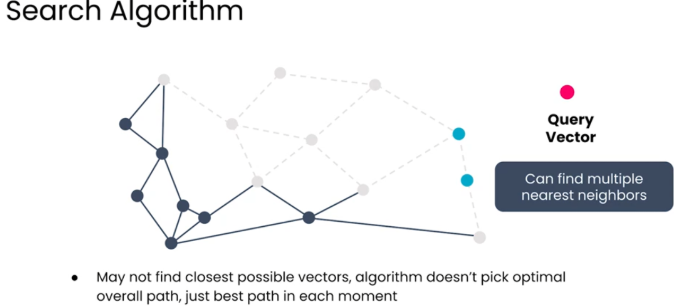 Search Algorithm
Query
Vector
Can find multiple
nearest neighbors
● May not find closest possible vectors, algorithm doesn't pick optimal
overall path, just best path in each moment